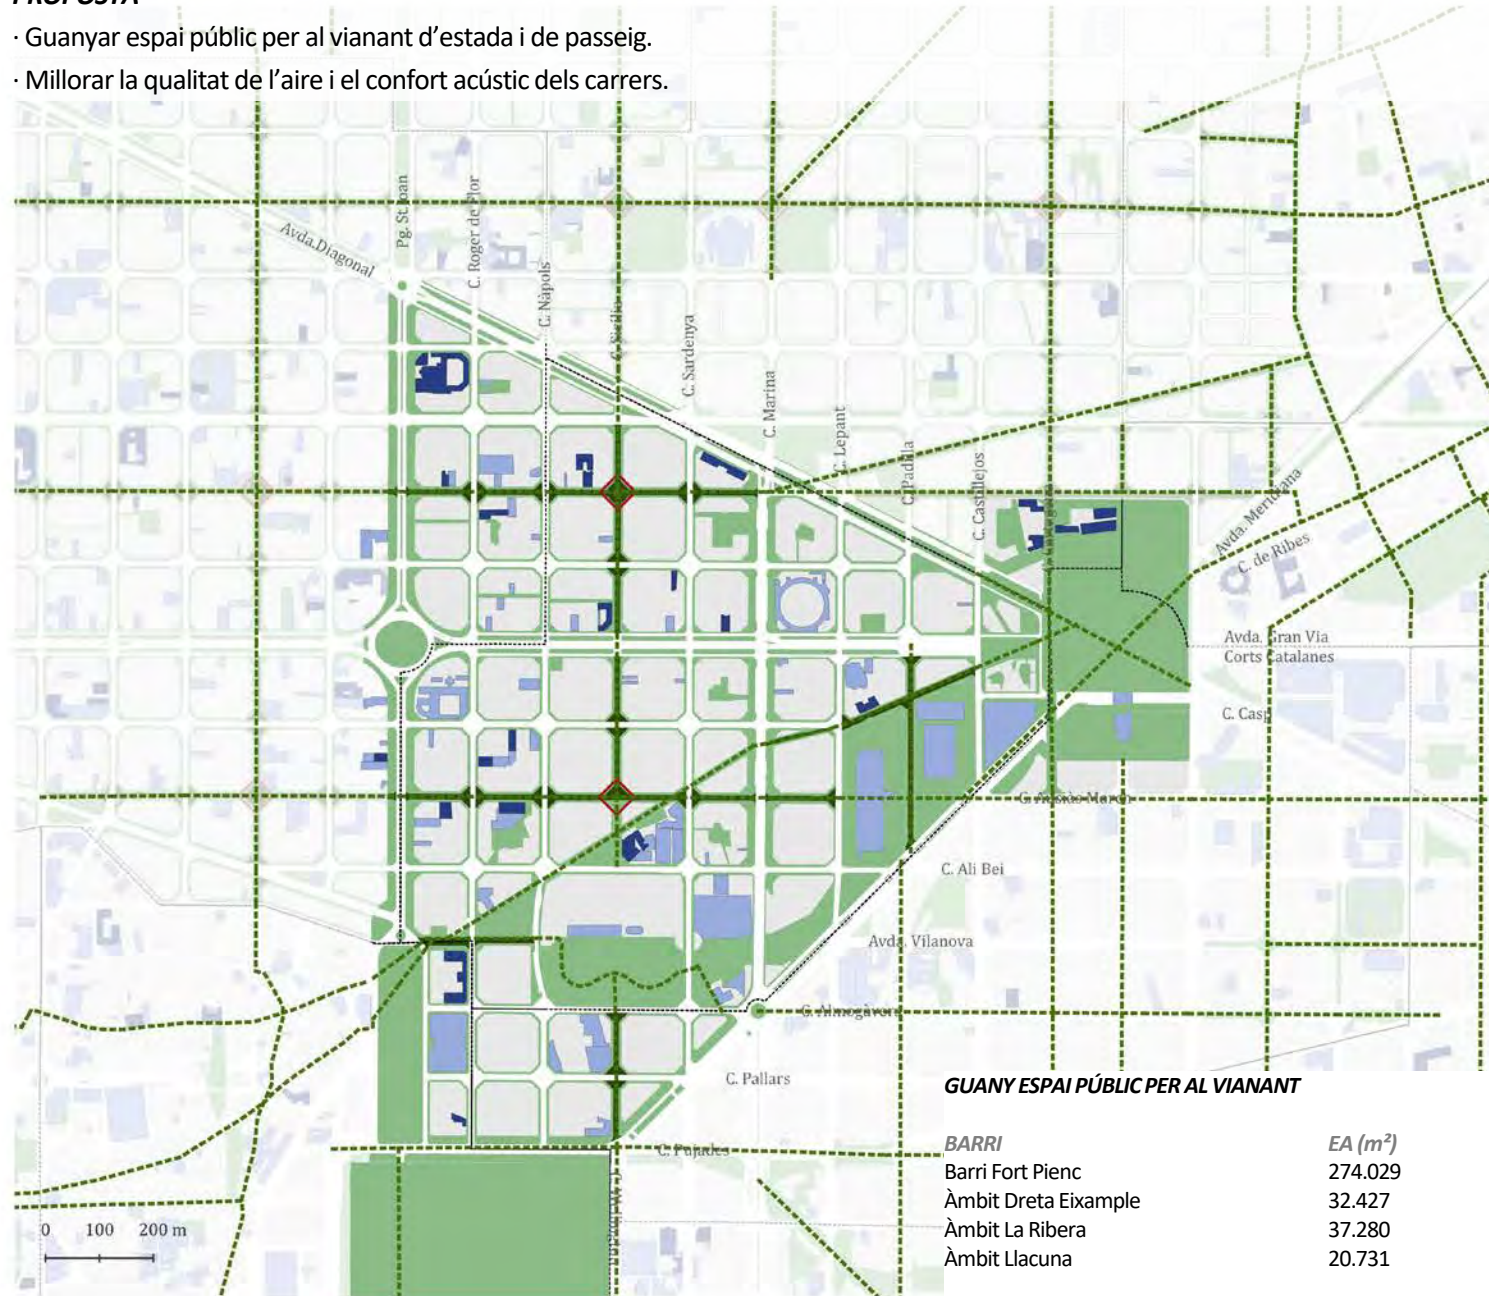 PROPOSTA
· Guanyar espai públic per al vianant d’estada i de passeig.
· Millorar la qualitat de l’aire i el confort acústic dels carrers.
Avda.Diagonal
Pg. St. Joan
C. Roger de Flor
C. Nàpols
C. Sicília
C. Sardenya
C. Marina
C. Lepant
C. Padilla
C. Castillejos
Avda. Meridiana
C. de Ribes
Avda. Gran Via
Corts Catalanes
C. Casp
C. Ausiàs March
C. Ali Bei
Avda. Vilanova
C. Almogàvers
C. Pallars
C. Pujades
0 100 200 m
GUANY ESPAI PÚBLIC PER AL VIANANT
BARRI EA (m²)
Barri Fort Pienc 274.029
Àmbit Dreta Eixample 32.427
Àmbit La Ribera 37.280
Àmbit Llacuna 20.731